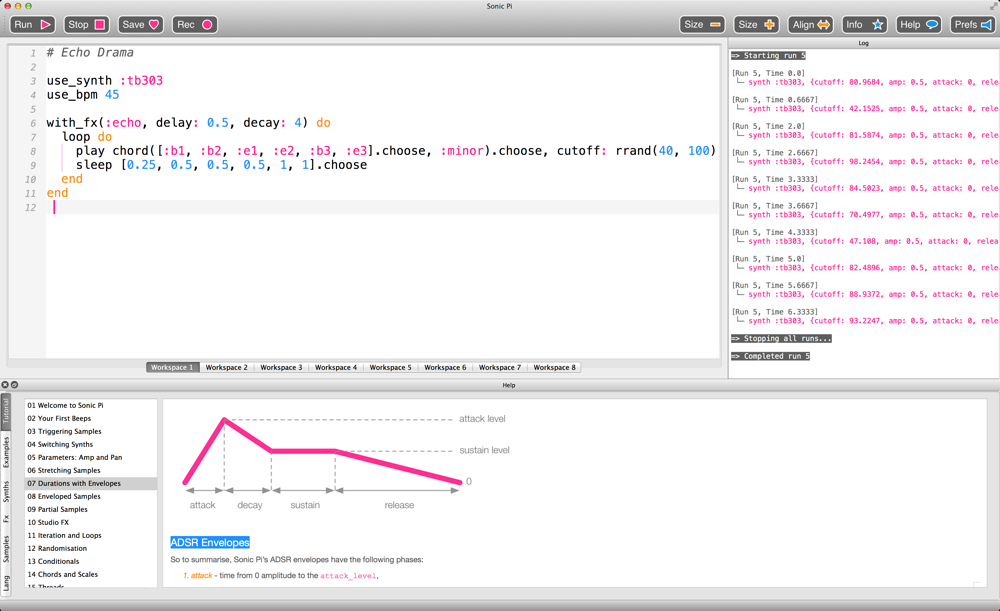 Sonic Pi
Run Stop Save Rec Size Size Align Info Help Prefs
1 # Echo Drama
2
3 use_synth :tb303
4 use_bpm 45
5
6 with_fx(:echo, delay: 0.5, decay: 4) do
7 loop do
8 play chord([:b1, :b2, :e1, :e2, :b3, :e3].choose, :minor).choose, cutoff: rrand(40, 100)
9 sleep [0.25, 0.5, 0.5, 0.5, 1, 1].choose
10 end
11 end
12
Workspace 1 Workspace 2 Workspace 3 Workspace 4 Workspace 5 Workspace 6 Workspace 7 Workspace 8
Log
=> Starting run 5
[Run 5, Time 0.0]
└─ synth :tb303, {cutoff: 80.9684, amp: 0.5, attack: 0, relea
[Run 5, Time 0.6667]
└─ synth :tb303, {cutoff: 42.1525, amp: 0.5, attack: 0, relea
[Run 5, Time 2.0]
└─ synth :tb303, {cutoff: 81.5874, amp: 0.5, attack: 0, relea
[Run 5, Time 2.6667]
└─ synth :tb303, {cutoff: 98.2454, amp: 0.5, attack: 0, relea
[Run 5, Time 3.3333]
└─ synth :tb303, {cutoff: 84.5023, amp: 0.5, attack: 0, relea
[Run 5, Time 3.6667]
└─ synth :tb303, {cutoff: 70.4977, amp: 0.5, attack: 0, relea
[Run 5, Time 4.3333]
└─ synth :tb303, {cutoff: 47.108, amp: 0.5, attack: 0, releas
[Run 5, Time 5.0]
└─ synth :tb303, {cutoff: 82.4896, amp: 0.5, attack: 0, relea
[Run 5, Time 5.6667]
└─ synth :tb303, {cutoff: 88.9372, amp: 0.5, attack: 0, relea
[Run 5, Time 6.3333]
└─ synth :tb303, {cutoff: 93.2247, amp: 0.5, attack: 0, relea
=> Stopping all runs...
=> Completed run 5
Help
Tutorial
Examples
Synths
Fx
Samples
Lang
01 Welcome to Sonic Pi
02 Your First Beeps
03 Triggering Samples
04 Switching Synths
05 Parameters: Amp and Pan
06 Stretching Samples
07 Durations with Envelopes
08 Enveloped Samples
09 Partial Samples
10 Studio FX
11 Iteration and Loops
12 Randomisation
13 Conditionals
14 Chords and Scales
15 Threads
attack level
sustain level
0
attack decay sustain release
ADSR Envelopes
So to summarise, Sonic Pi's ADSR envelopes have the following phases:
1. attack - time from 0 amplitude to the attack_level,